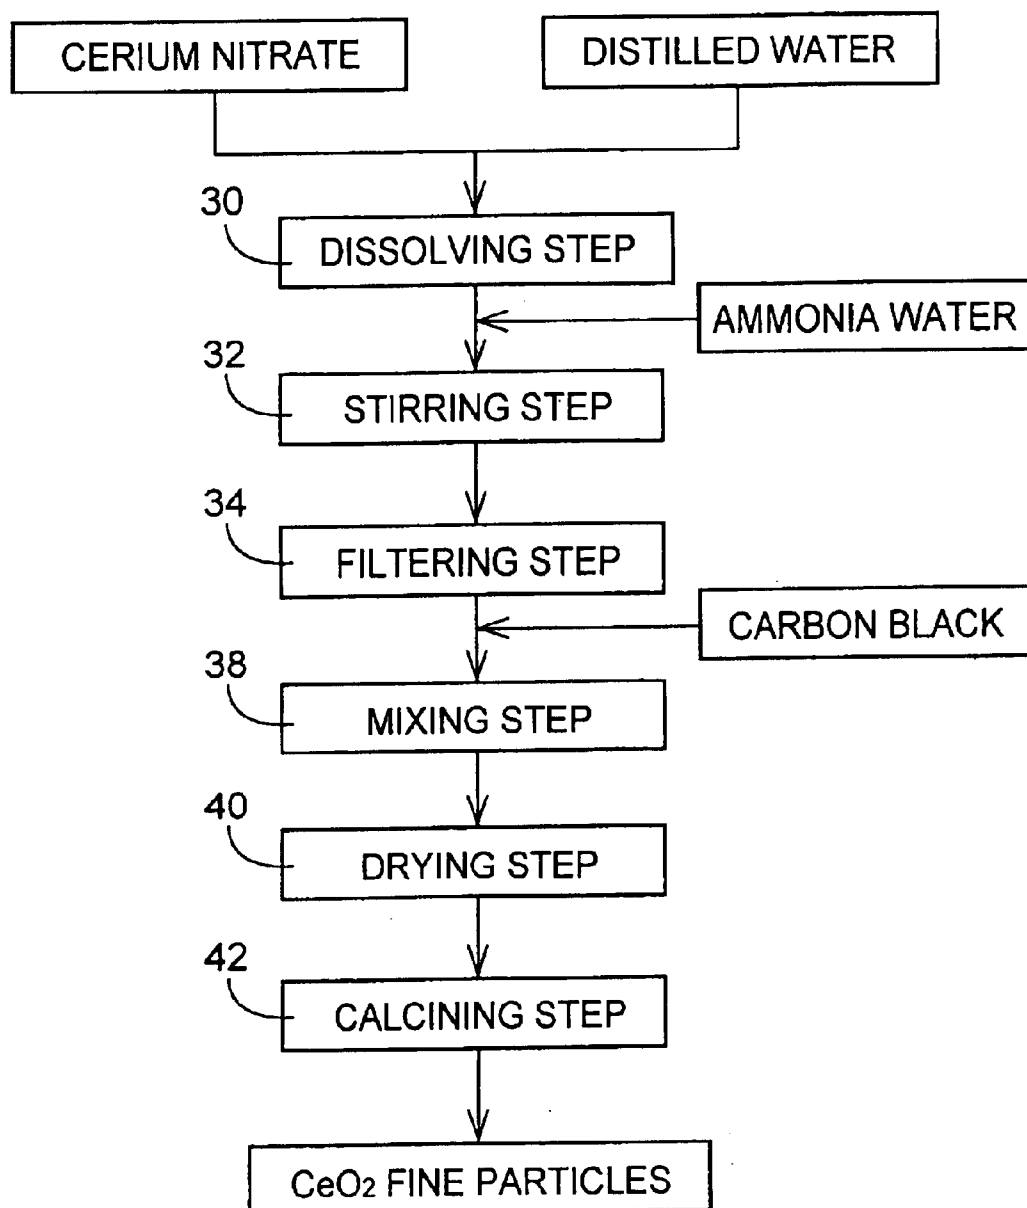 CERIUM NITRATE
DISTILLED WATER
30
DISSOLVING STEP
AMMONIA WATER
32
STIRRING STEP
34
FILTERING STEP
CARBON BLACK
38
MIXING STEP
40
DRYING STEP
42
CALCINING STEP
CeO₂ FINE PARTICLES